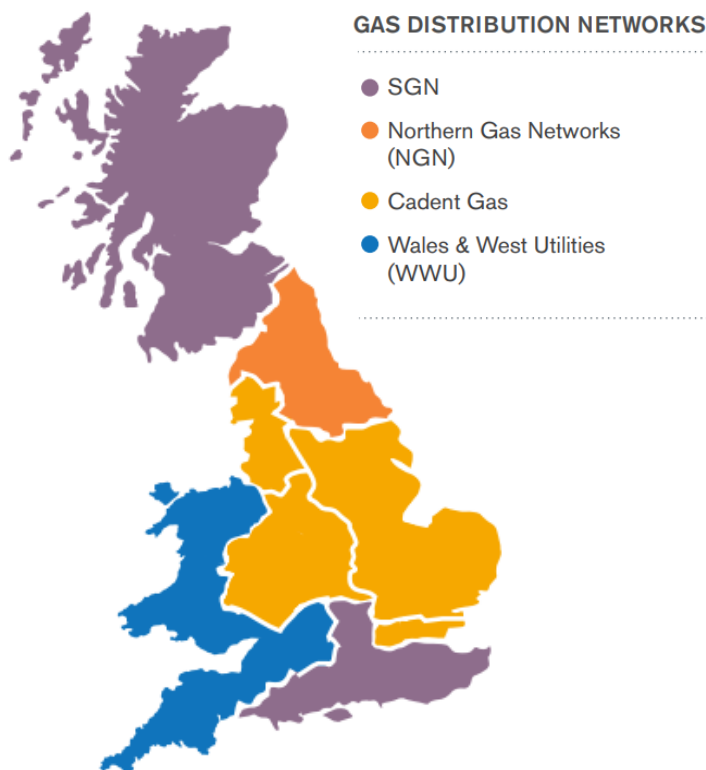 GAS DISTRIBUTION NETWORKS
SGN
Northern Gas Networks
(NGN)
Cadent Gas
Wales & West Utilities
(WWU)